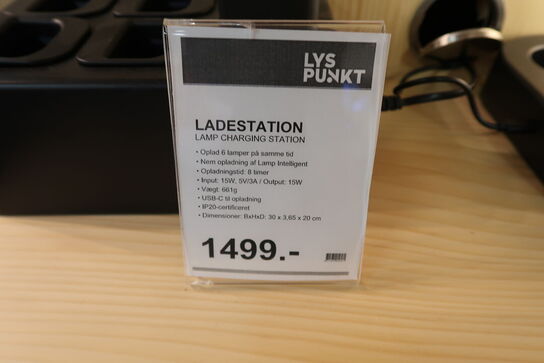 LYS
PUNKT
LADESTATION
LAMP CHARGING STATION
• Oplad 6 lamper på samme tid
• Nem opladning af Lamp Intelligent
• Opladningstid: 8 timer
• Input: 15W, 5V/3A / Output: 15W
• Vægt: 661g
• USB-C til opladning
• IP20-certificeret
• Dimensioner: BxHxD: 30 x 3,65 x 20 cm
1499.-